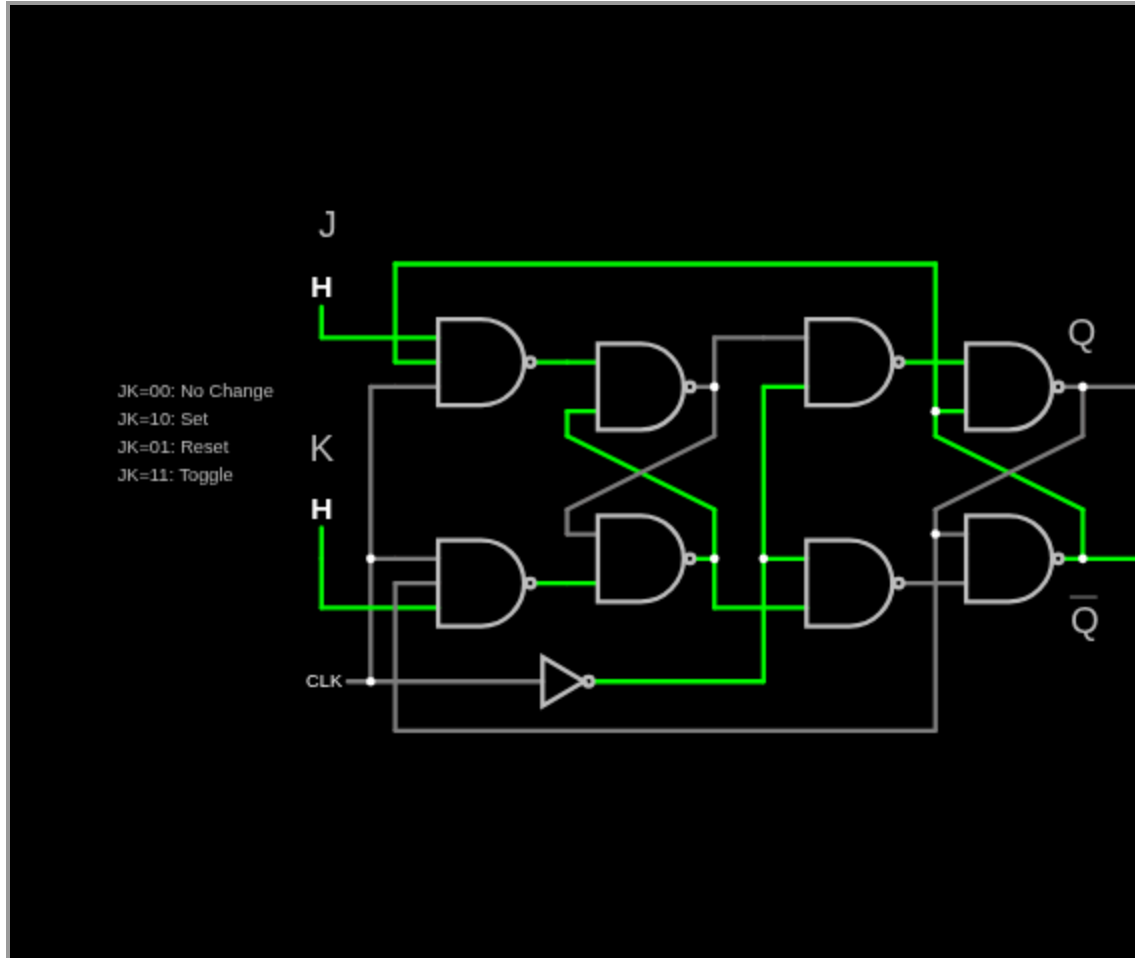 J
H
Q
JK=00: No Change
JK=10: Set
JK=01: Reset
JK=11: Toggle
K
H
Q̅
CLK